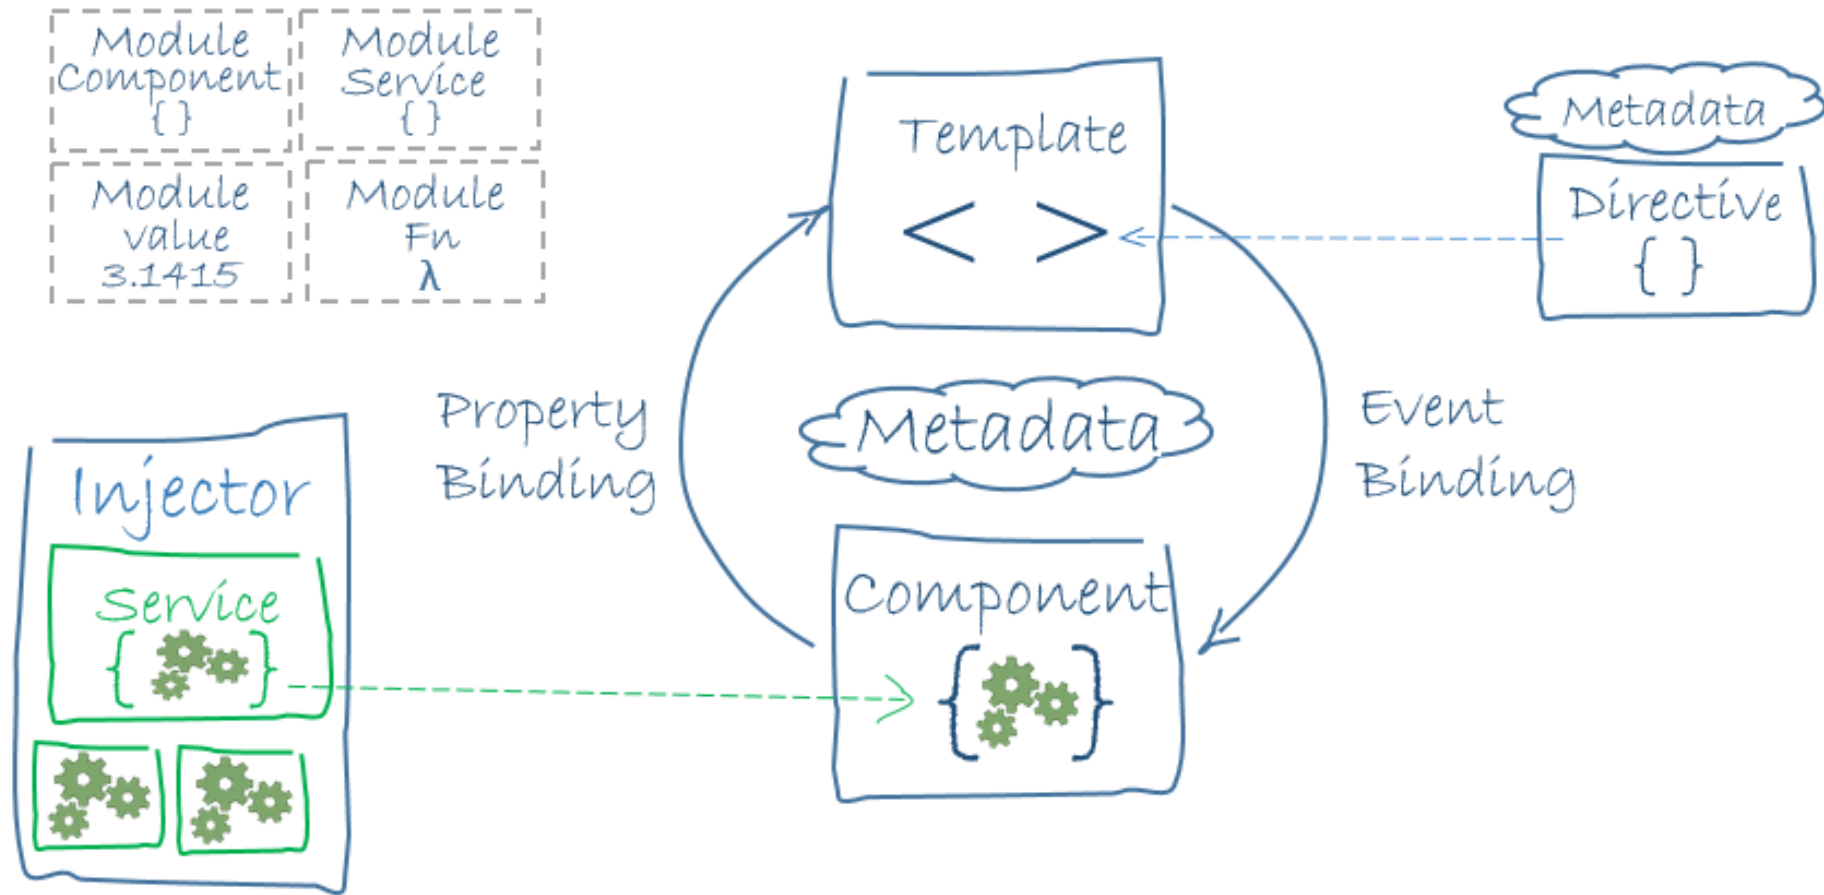 Module
Component
{ }
Module
Service
{ }
Module
value
3.1415
Module
Fn
λ
Template
< >
Metadata
Directive
{ }
Property
Binding
Metadata
Event
Binding
Injector
Service
{ }
Component
{ }